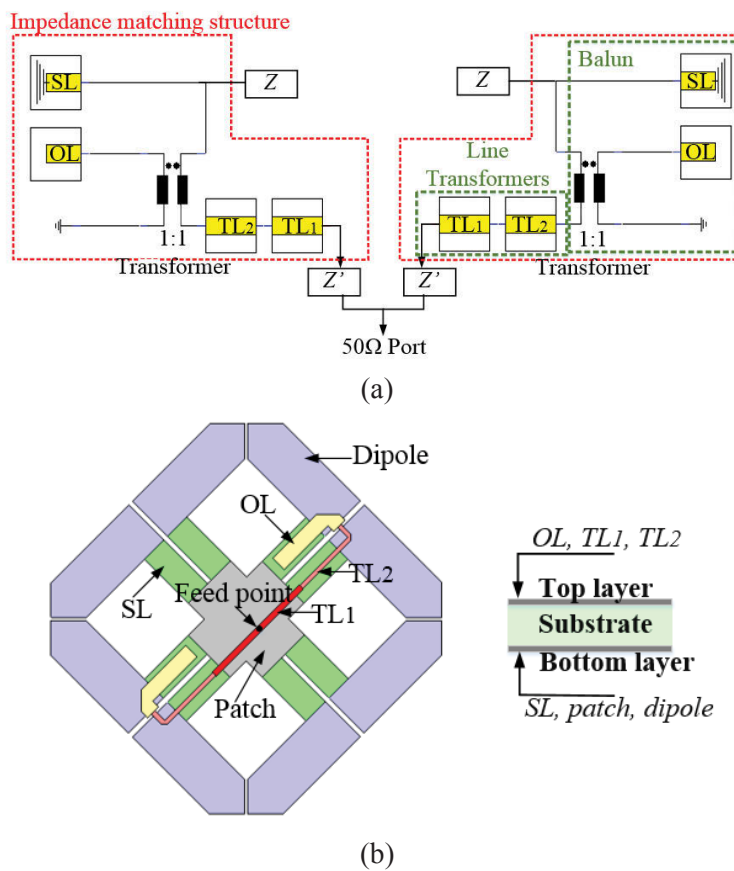 Impedance matching structure
SL
Z
OL
TL2
TL1
1:1
Transformer
Z'
Z
Balun
SL
OL
Line
Transformers
TL1
TL2
1:1
Transformer
Z'
50Ω Port
(a)
Dipole
OL
TL2
SL
Feed point
TL1
Patch
OL, TL1, TL2
Top layer
Substrate
Bottom layer
SL, patch, dipole
(b)